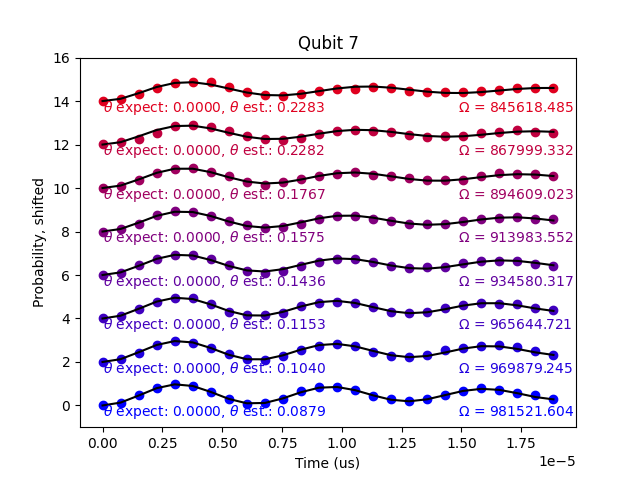 Qubit 7
16
14
12
10
8
6
4
2
0
Probability, shifted
θ expect: 0.0000, θ est.: 0.2283 Ω = 845618.485
θ expect: 0.0000, θ est.: 0.2282 Ω = 867999.332
θ expect: 0.0000, θ est.: 0.1767 Ω = 894609.023
θ expect: 0.0000, θ est.: 0.1575 Ω = 913983.552
θ expect: 0.0000, θ est.: 0.1436 Ω = 934580.317
θ expect: 0.0000, θ est.: 0.1153 Ω = 965644.721
θ expect: 0.0000, θ est.: 0.1040 Ω = 969879.245
θ expect: 0.0000, θ est.: 0.0879 Ω = 981521.604
0.00 0.25 0.50 0.75 1.00 1.25 1.50 1.75
Time (us)
1e−5